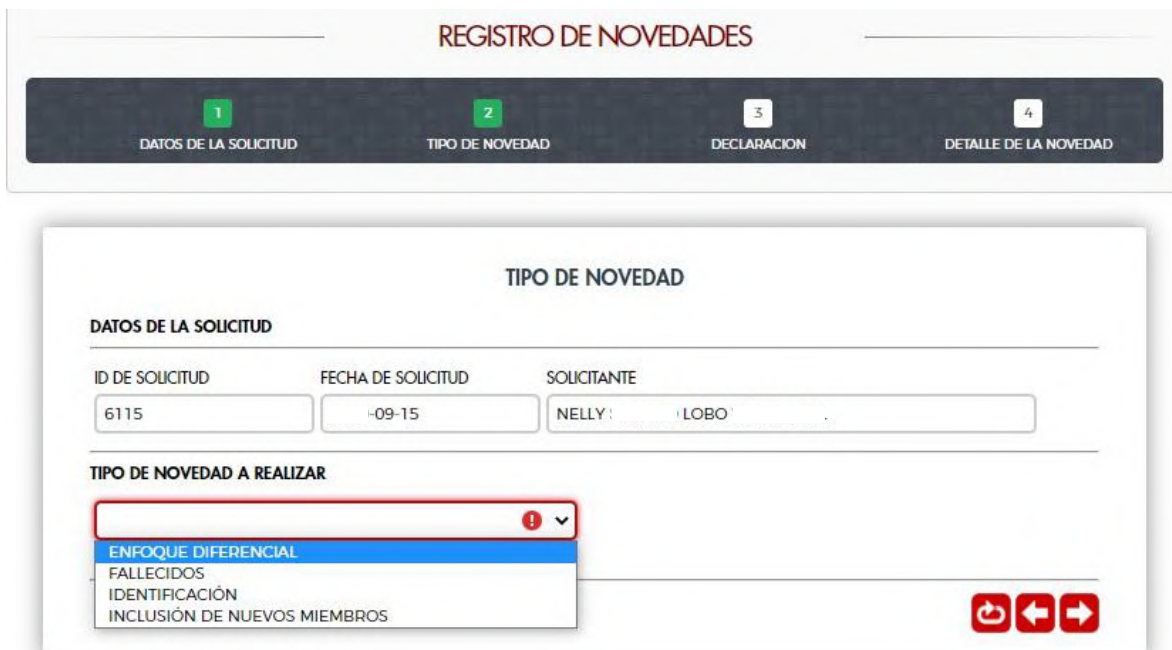 REGISTRO DE NOVEDADES
1 2 3 4
DATOS DE LA SOLICITUD TIPO DE NOVEDAD DECLARACION DETALLE DE LA NOVEDAD
TIPO DE NOVEDAD
DATOS DE LA SOLICITUD
ID DE SOLICITUD FECHA DE SOLICITUD SOLICITANTE
6115 -09-15 NELLY LOBO
TIPO DE NOVEDAD A REALIZAR
ENFOQUE DIFERENCIAL
FALLECIDOS
IDENTIFICACIÓN
INCLUSIÓN DE NUEVOS MIEMBROS